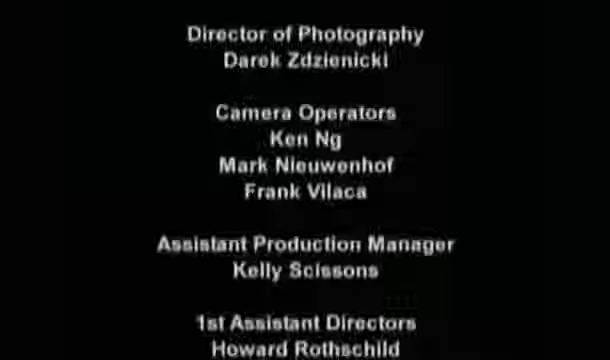 Director of Photography
Darek Zdzienicki
Camera Operators
Ken Ng
Mark Nieuwenhof
Frank Vilaca
Assistant Production Manager
Kelly Scissons
1st Assistant Directors
Howard Rothschild